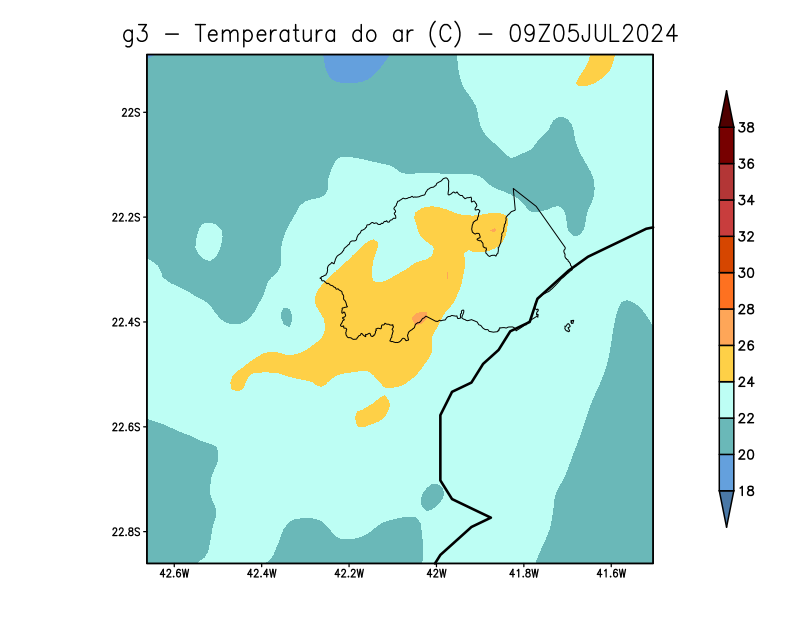 g3 - Temperatura do ar (C) - 09Z05JUL2024
22S
22.2S
22.4S
22.6S
22.8S
42.6W
42.4W
42.2W
42W
41.8W
41.6W
38
36
34
32
30
28
26
24
22
20
18